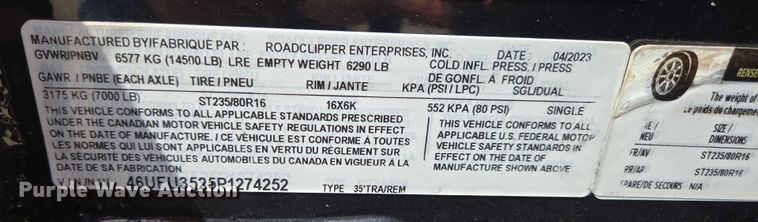 MANUFACTURED BY/FABRIQUE PAR : ROADCLIPPER ENTERPRISES, INC. DATE : 04/2023
GVWR/PNBV 6577 KG (14500 LB) LRE EMPTY WEIGHT 6290 LB COLD INFL. PRESS./PRESS
DE GONFL. À FROID
GAWR / PNBE (EACH AXLE) TIRE / PNEU RIM / JANTE KPA (PSI / LPC) SGL/DUAL
3175 KG (7000 LB) ST235/80R16 16X6K 552 KPA (80 PSI) SINGLE
THIS VEHICLE CONFORMS TO ALL APPLICABLE STANDARDS PRESCRIBED
UNDER THE CANADIAN MOTOR VEHICLE SAFETY REGULATIONS IN EFFECT
ON THE DATE OF MANUFACTURE / CE VÉHICULE EST CONFORME À TOUTES
LES NORMES QUI LUI SONT APPLICABLES EN VERTU DU RÈGLEMENT SUR
LA SÉCURITÉ DES VÉHICULES AUTOMOBILES DU CANADA EN VIGUEUR À LA
DATE DE SA FABRICATION
THIS VEHICLE CONFORMS TO ALL
APPLICABLE U.S. FEDERAL MOTOR
VEHICLE SAFETY STANDARDS IN
EFFECT ON THE DATE OF
MANUFACTURE SHOWN ABOVE.
TYPE 35'TRA/REM
RENSE
The weight of
Le poids du chargemen
SIZE /
DIMENSIONS
FR/AV ST235/80R16
RR/AR ST235/80R16
SPARE/DE SECOURS N/A
Purple Wave Auction